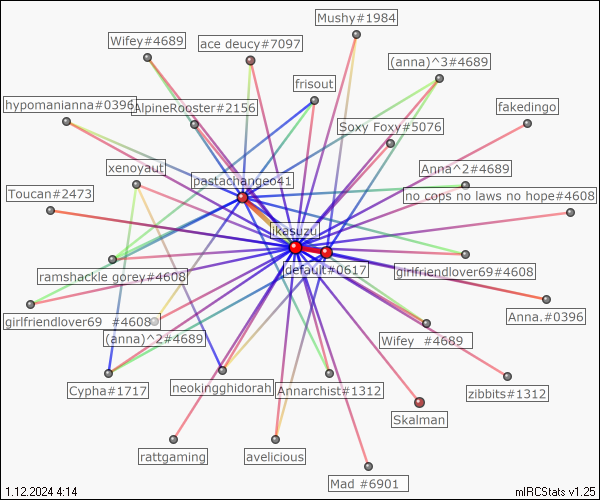 Mushy#1984
Wifey#4689
ace deucy#7097
(anna)^3#4689
frisout
hypomanianna#0396
AlpineRooster#2156
fakedingo
Soxy Foxy#5076
xenoyaut
Anna^2#4689
pastachangeo41
Toucan#2473
no cops no laws no hope#4608
ikasuzu
ramshackle gorey#4608
default#0617
girlfriendlover69#4608
girlfriendlover69 #4608
Anna.#0396
(anna)^2#4689
Wifey #4689
Cypha#1717
neokingghidorah
Annarchist#1312
zibbits#1312
Skalman
rattgaming
avelicious
Mad #6901
1.12.2024 4:14
mIRCStats v1.25